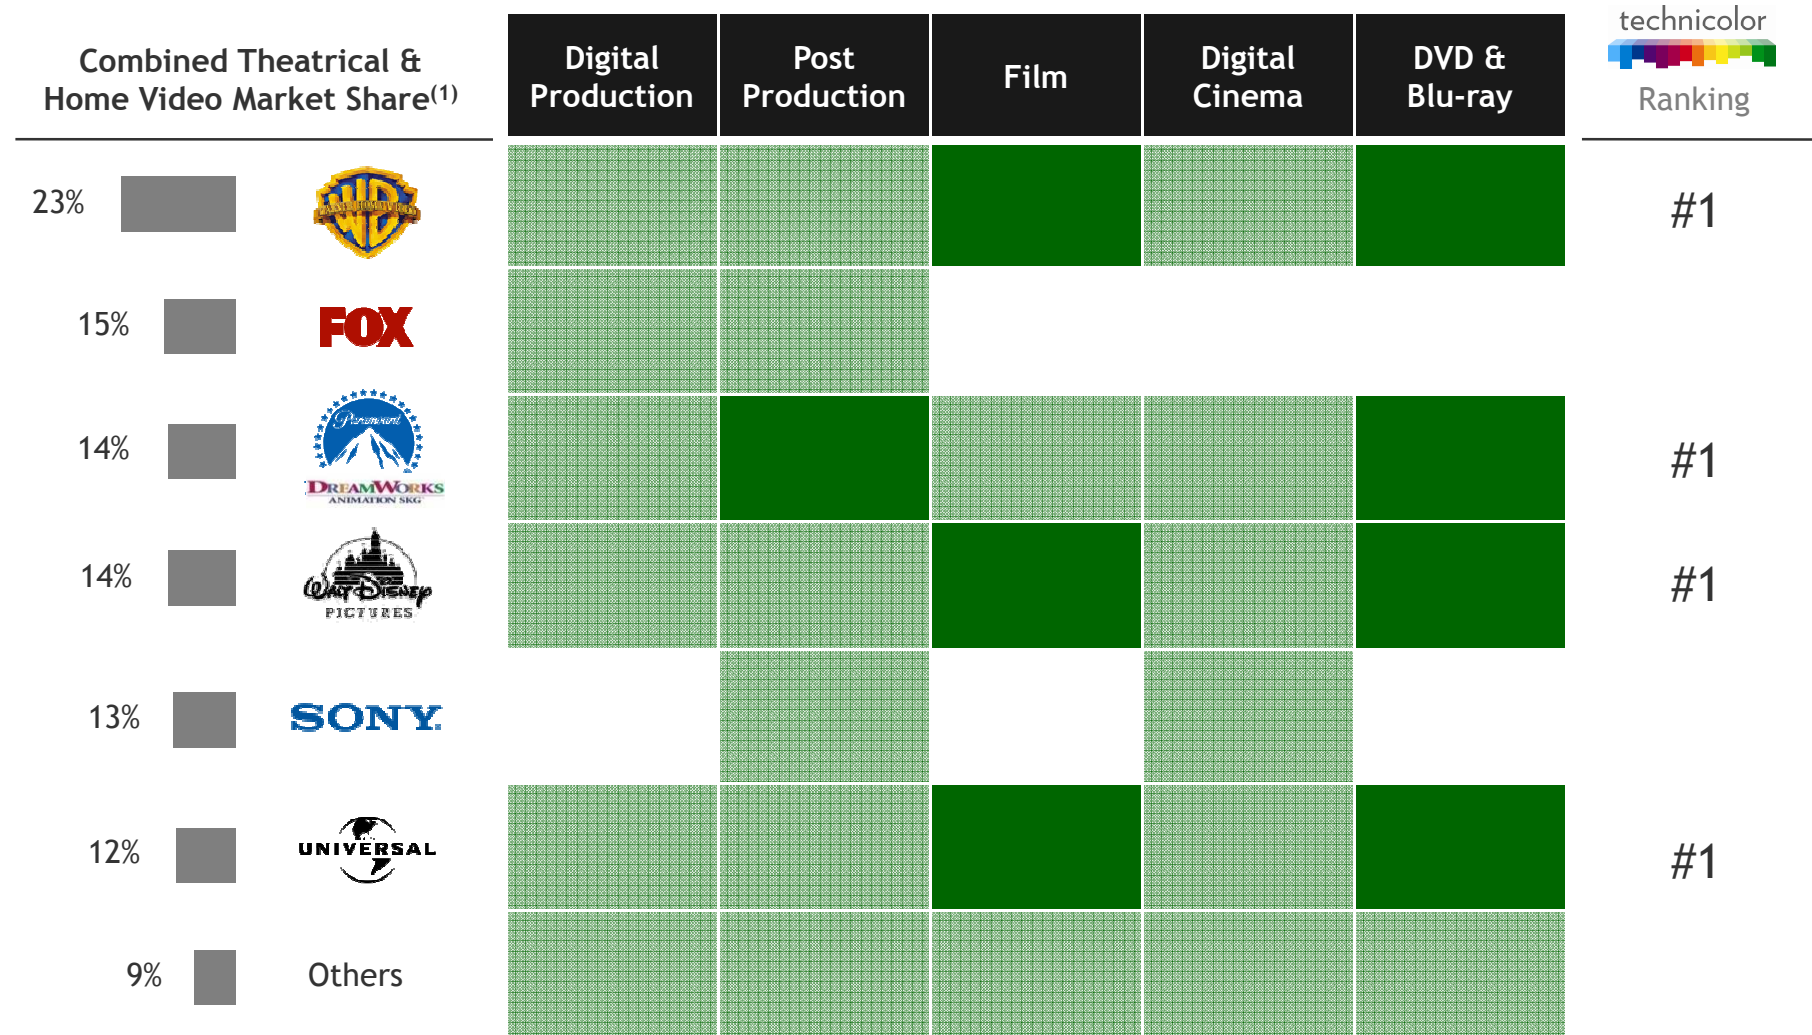 technicolor
Combined Theatrical &
Home Video Market Share(1)
Digital
Production
Post
Production
Film
Digital
Cinema
DVD &
Blu-ray
Ranking
23%
WB
#1
15%
FOX
14%
Paramount
DREAMWORKS
ANIMATION SKG
#1
14%
WALT DISNEY
PICTURES
#1
13%
SONY
12%
UNIVERSAL
#1
9%
Others